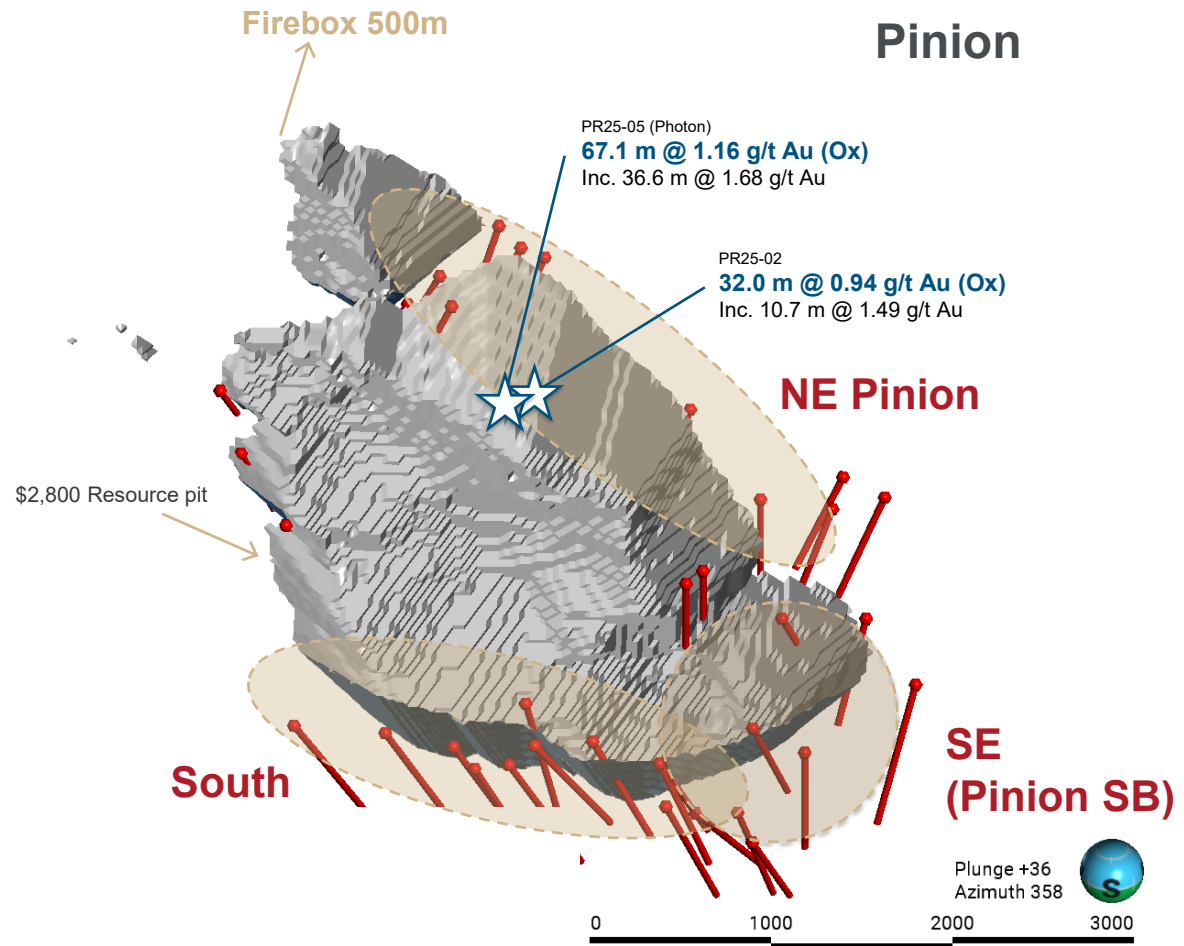 Firebox 500m
Pinion
PR25-05 (Photon)
67.1 m @ 1.16 g/t Au (Ox)
Inc. 36.6 m @ 1.68 g/t Au
PR25-02
32.0 m @ 0.94 g/t Au (Ox)
Inc. 10.7 m @ 1.49 g/t Au
NE Pinion
$2,800 Resource pit
South
SE
(Pinion SB)
Plunge +36
Azimuth 358
S
0 1000 2000 3000